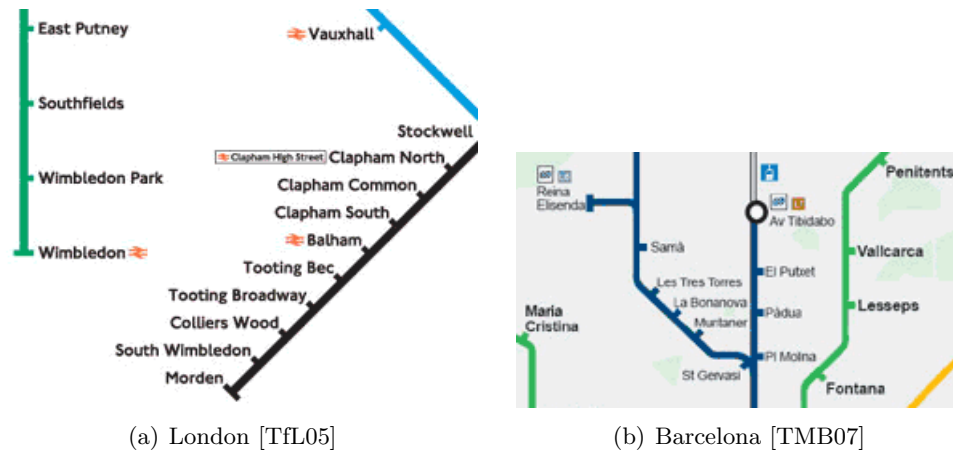 East Putney
Southfields
Wimbledon Park
Wimbledon
Vauxhall
Stockwell
Clapham High Street Clapham North
Clapham Common
Clapham South
Balham
Tooting Bec
Tooting Broadway
Colliers Wood
South Wimbledon
Morden
(a) London [TfL05]
Reina
Elisenda
Sarrà
Les Tres Torres
La Bonanova
Muntaner
St Gervasi
Maria
Cristina
Av Tibidabo
El Putxet
Pàdua
Pl Molina
Penitents
Vallcarca
Lesseps
Fontana
(b) Barcelona [TMB07]